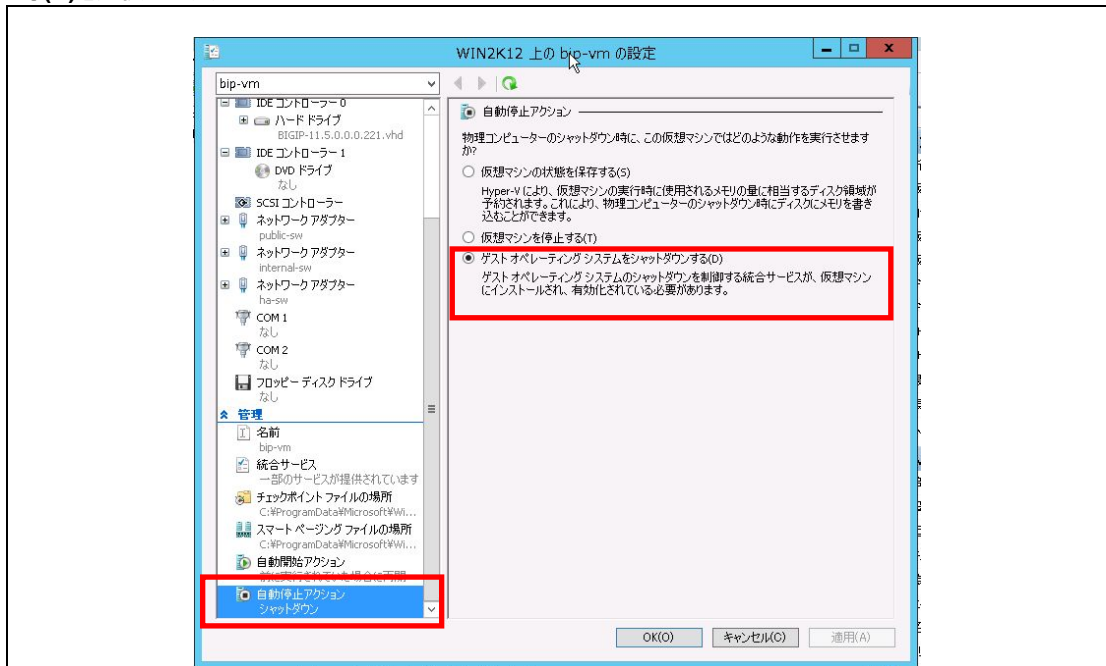 WIN2K12 上の bip-vm の設定
bip-vm
IDE コントローラー 0
ハード ドライブ
BIGIP-11.5.0.0.0.221.vhd
IDE コントローラー 1
DVD ドライブ
なし
SCSI コントローラー
ネットワーク アダプター
public-sw
ネットワーク アダプター
internal-sw
ネットワーク アダプター
ha-sw
COM 1
なし
COM 2
なし
フロッピー ディスク ドライブ
なし
管理
名前
bip-vm
統合サービス
一部のサービスが提供されています
チェックポイント ファイルの場所
C:¥ProgramData¥Microsoft¥Wi...
スマート ページング ファイルの場所
C:¥ProgramData¥Microsoft¥Wi...
自動開始アクション
前に実行されていた場合は再開
自動停止アクション
シャットダウン
自動停止アクション
物理コンピューターのシャットダウン時に、この仮想マシンではどのような動作を実行させます
か?
仮想マシンの状態を保存する(S)
Hyper-V により、仮想マシンの実行時に使用されるメモリの量に相当するディスク領域が
予約されます。これにより、物理コンピューターのシャットダウン時にディスクにメモリを書き
込むことができます。
仮想マシンを停止する(T)
ゲスト オペレーティング システムをシャットダウンする(D)
ゲスト オペレーティング システムのシャットダウンを制御する統合サービスが、仮想マシン
にインストールされ、有効化されている必要があります。
OK(O)
キャンセル(C)
適用(A)